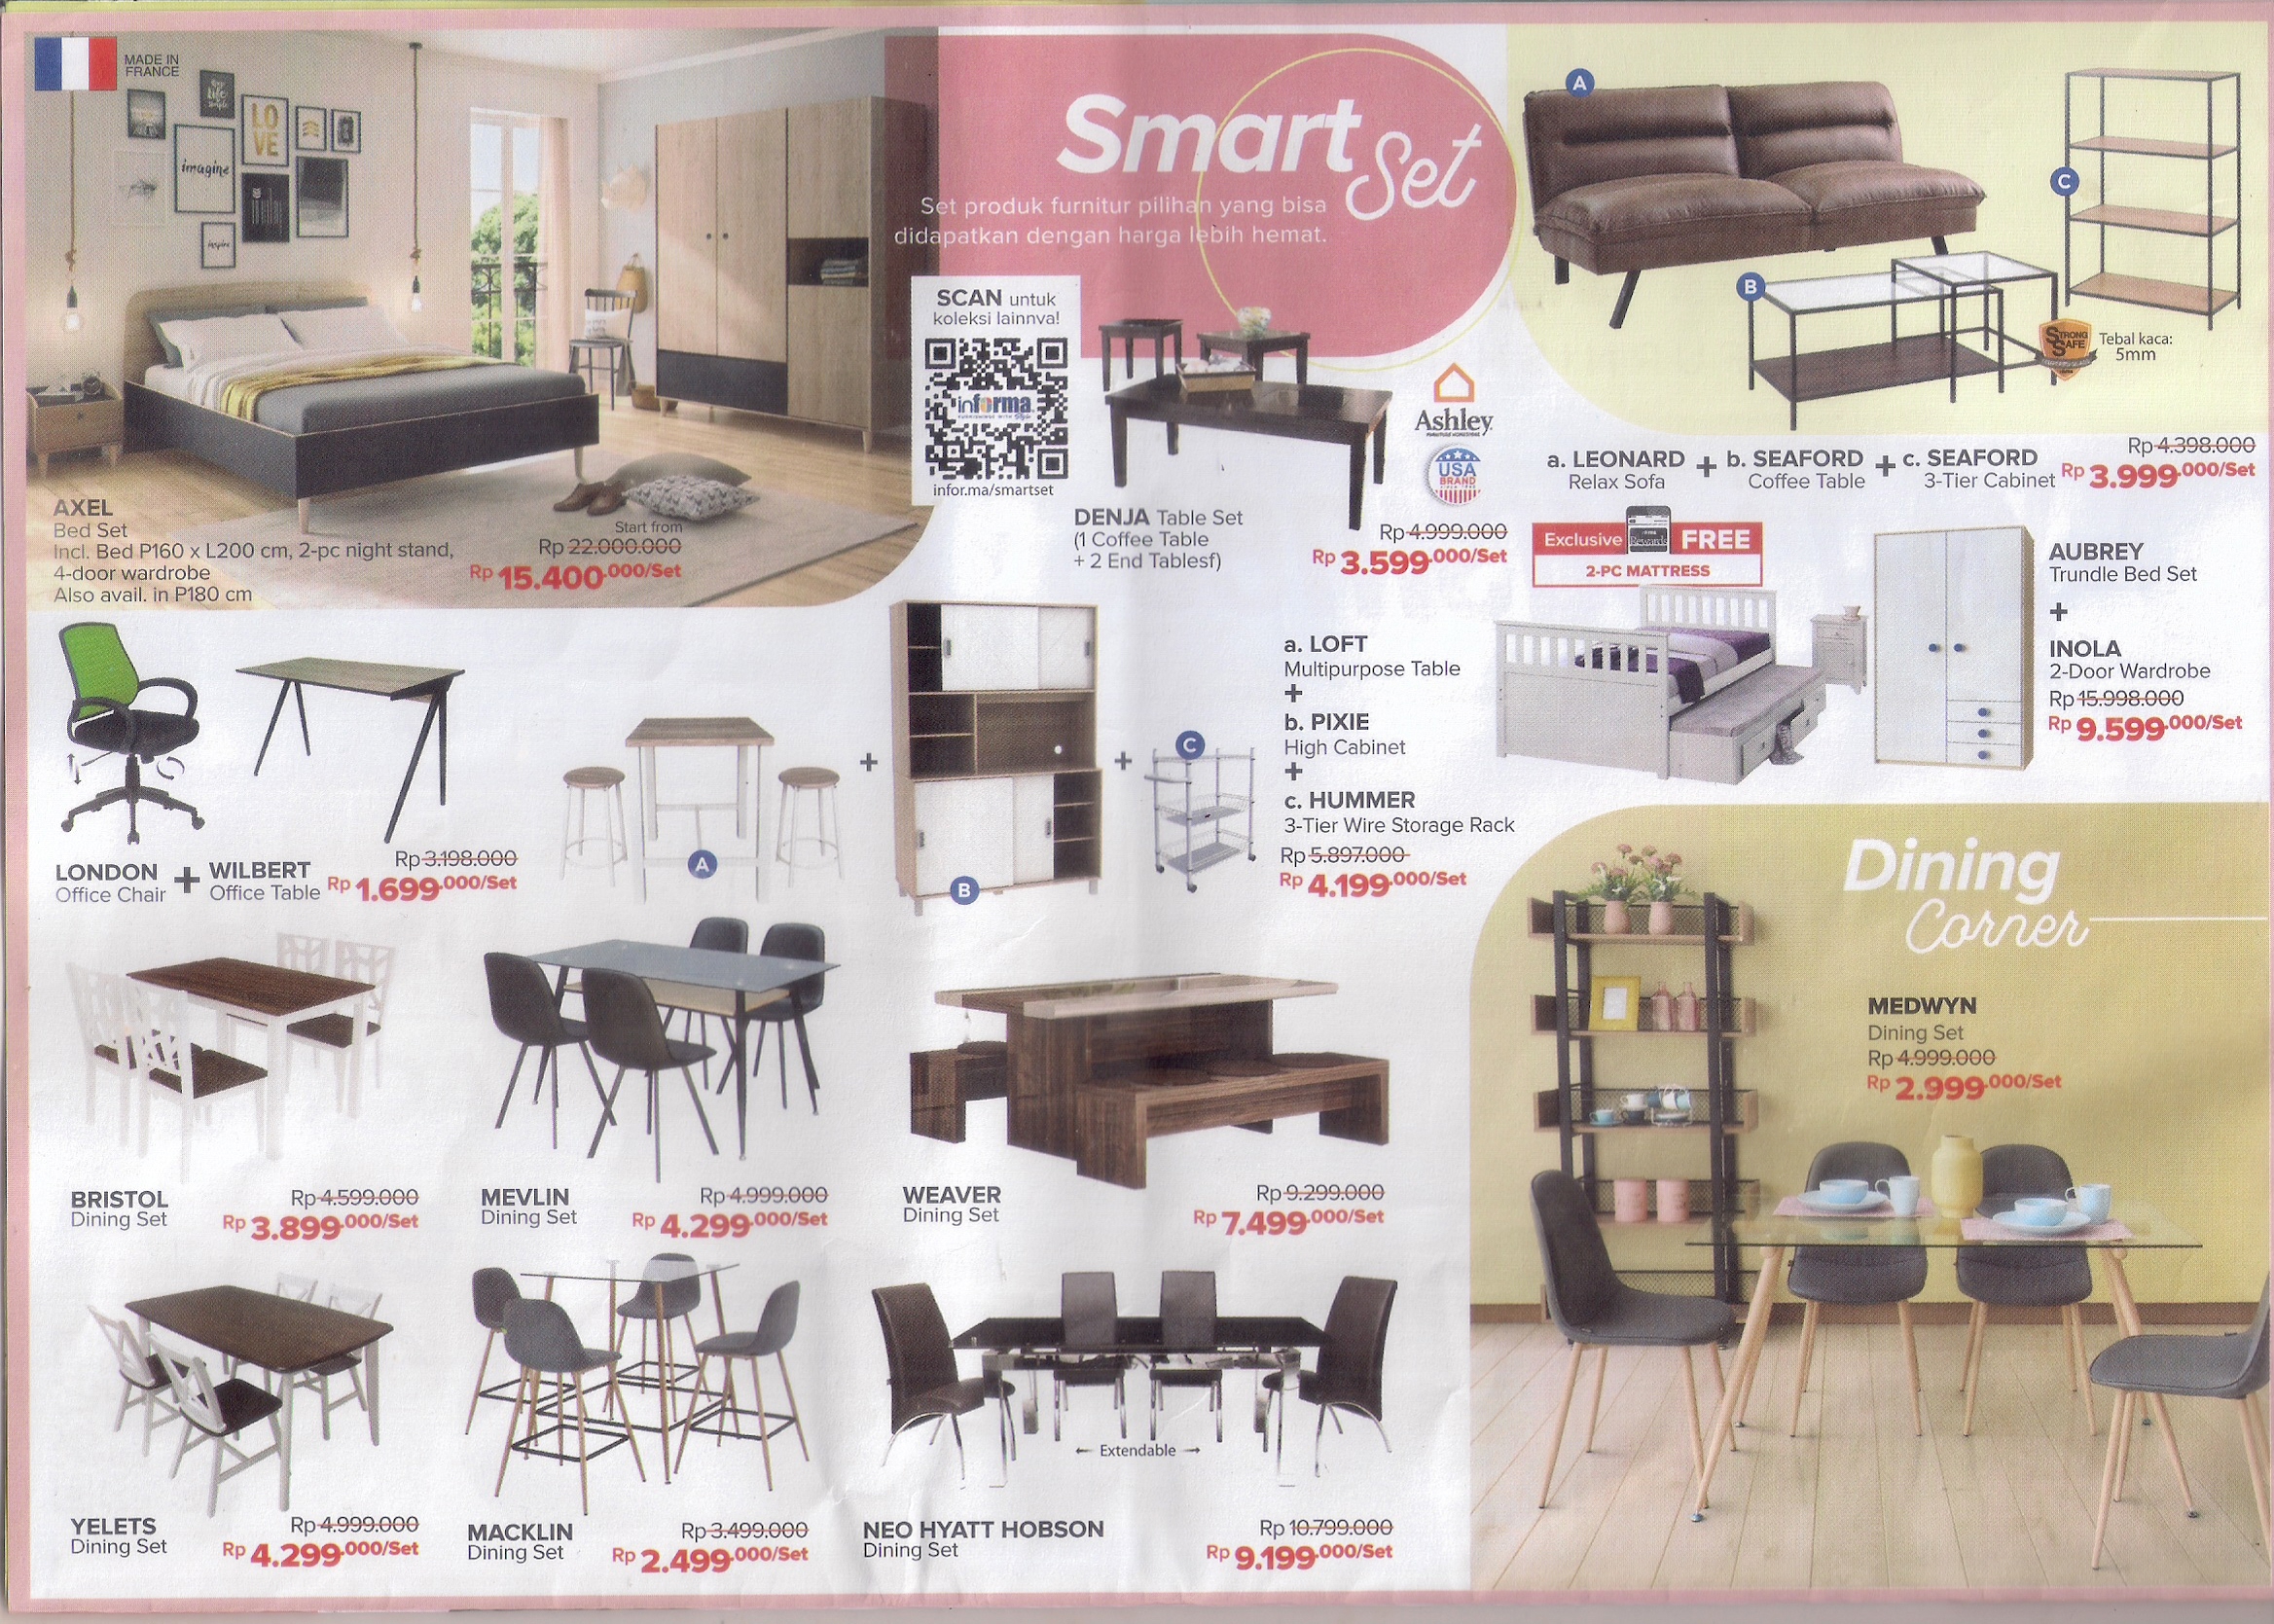 MADE IN
FRANCE
LO
VE
imagine
inspire
AXEL
Bed Set
Incl. Bed P160 x L200 cm, 2-pc night stand,
4-door wardrobe
Also avail. in P180 cm
Start from
Rp 22.000.000
Rp 15.400.000/Set
Smart
Set
Set produk furnitur pilihan yang bisa
didapatkan dengan harga lebih hemat.
SCAN untuk
koleksi lainnya!
informa
infor.ma/smartset
DENJA Table Set
(1 Coffee Table
+ 2 End Tablesf)
Ashley
USA
BRAND
Rp 4.999.000
Rp 3.599.000/Set
A
B
C
STRONG
SAFE
Tebal kaca:
5mm
a. LEONARD + b. SEAFORD + c. SEAFORD
Relax Sofa Coffee Table 3-Tier Cabinet
Rp 4.398.000
Rp 3.999.000/Set
Exclusive Rewards FREE
2-PC MATTRESS
AUBREY
Trundle Bed Set
+
INOLA
2-Door Wardrobe
Rp 15.998.000
Rp 9.599.000/Set
LONDON + WILBERT
Office Chair Office Table
Rp 3.198.000
Rp 1.699.000/Set
A
+
B
+
C
a. LOFT
Multipurpose Table
+
b. PIXIE
High Cabinet
+
c. HUMMER
3-Tier Wire Storage Rack
Rp 5.897.000
Rp 4.199.000/Set
Dining
Corner
MEDWYN
Dining Set
Rp 4.999.000
Rp 2.999.000/Set
BRISTOL
Dining Set
Rp 4.599.000
Rp 3.899.000/Set
MEVLIN
Dining Set
Rp 4.999.000
Rp 4.299.000/Set
WEAVER
Dining Set
Rp 9.299.000
Rp 7.499.000/Set
YELETS
Dining Set
Rp 4.999.000
Rp 4.299.000/Set
MACKLIN
Dining Set
Rp 3.499.000
Rp 2.499.000/Set
Extendable
NEO HYATT HOBSON
Dining Set
Rp 10.799.000
Rp 9.199.000/Set